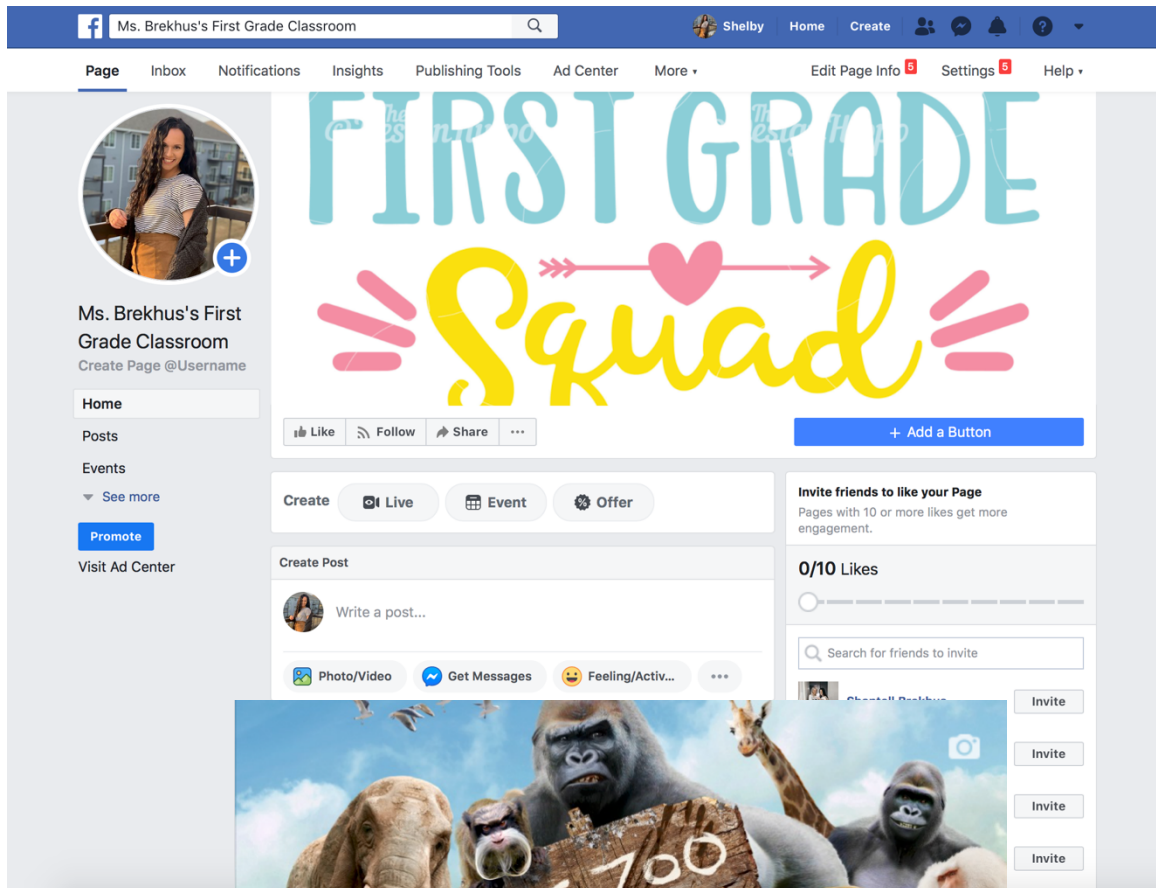 Ms. Brekhus's First Grade Classroom
Shelby Home Create
Page Inbox Notifications Insights Publishing Tools Ad Center More Edit Page Info 5 Settings 5 Help
FIRST GRADE
The
The
Design Hippo
Squad
Ms. Brekhus's First
Grade Classroom
Create Page @Username
Home
Posts
Events
See more
Promote
Visit Ad Center
Like Follow Share ...
+ Add a Button
Create Live Event Offer
Create Post
Write a post...
Photo/Video Get Messages Feeling/Activ... ...
Invite friends to like your Page
Pages with 10 or more likes get more
engagement.
0/10 Likes
Search for friends to invite
Invite
Invite
Invite
Invite
ZOO